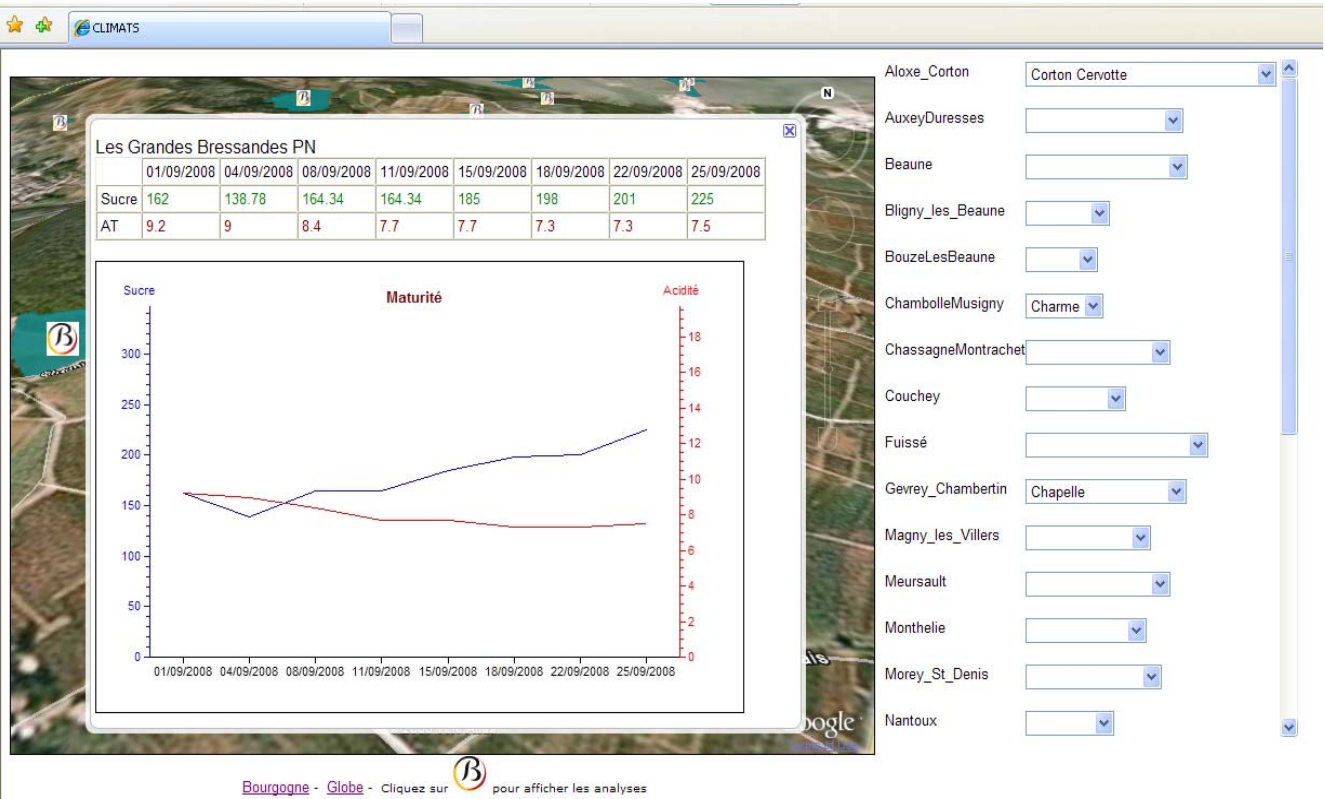 CLIMATS
N
Les Grandes Bressandes PN
01/09/2008 04/09/2008 08/09/2008 11/09/2008 15/09/2008 18/09/2008 22/09/2008 25/09/2008
Sucre 162 138.78 164.34 164.34 185 198 201 225
AT 9.2 9 8.4 7.7 7.7 7.3 7.3 7.5
Sucre
Maturité
Acidité
300
250
200
150
100
50
0
18
16
14
12
10
8
6
4
2
0
01/09/2008 04/09/2008 08/09/2008 11/09/2008 15/09/2008 18/09/2008 22/09/2008 25/09/2008
B
Aloxe_Corton Corton Cervotte
AuxeyDuresses
Beaune
Bligny_les_Beaune
BouzeLesBeaune
ChambolleMusigny Charme
ChassagneMontrachet
Couchey
Fuissé
Gevrey_Chambertin Chapelle
Magny_les_Villers
Meursault
Monthelie
Morey_St_Denis
Nantoux
Bourgogne - Globe - Cliquez sur B pour afficher les analyses